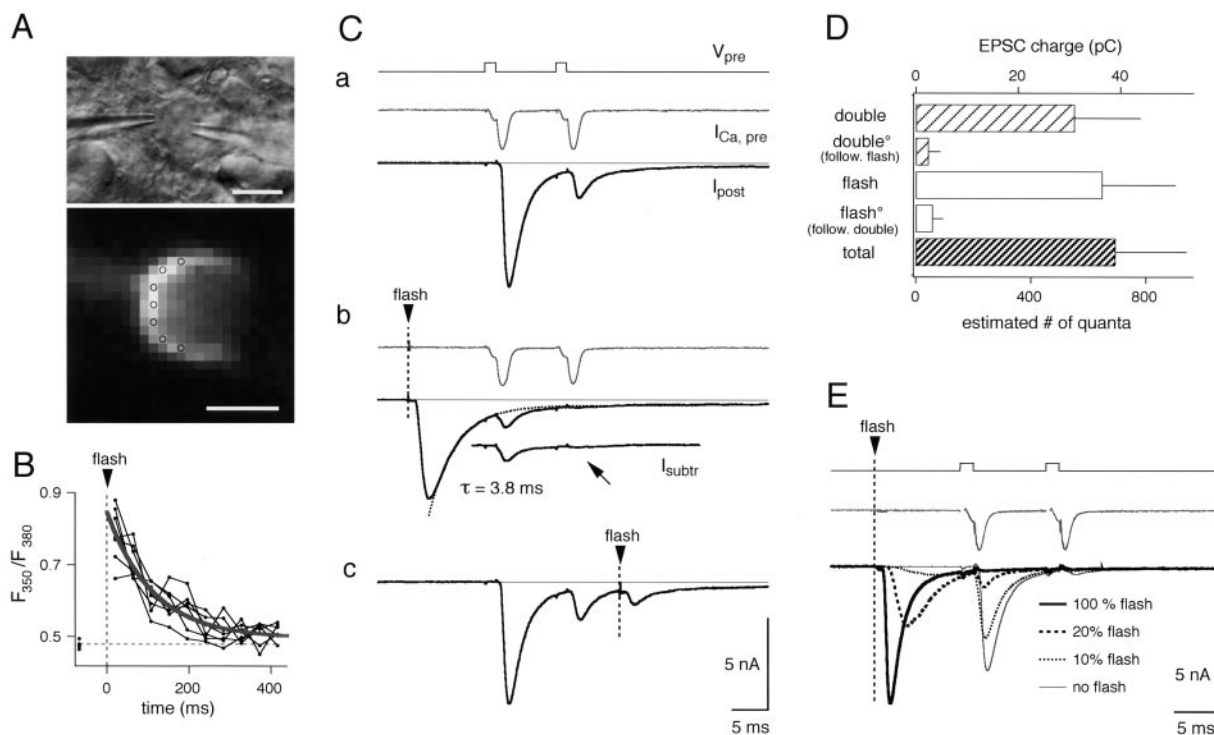 A
B
flash
0.9
0.7
0.5
F350/F380
0
200
400
time (ms)
C
a
Vpre
ICa, pre
Ipost
b
flash
Isubtr
τ = 3.8 ms
c
flash
5 nA
5 ms
D
EPSC charge (pC)
0 20 40
double
double°
(follow. flash)
flash
flash°
(follow. double)
total
0 400 800
estimated # of quanta
E
flash
100 % flash
20% flash
10% flash
no flash
5 nA
5 ms